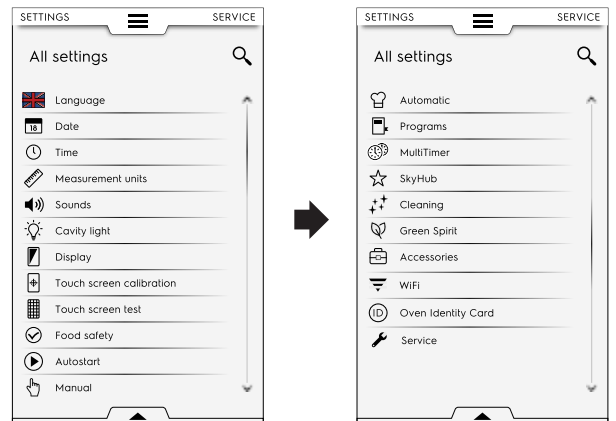 SETTINGS SERVICE
All settings
Language
18 Date
Time
Measurement units
Sounds
Cavity light
Display
Touch screen calibration
Touch screen test
Food safety
Autostart
Manual
SETTINGS SERVICE
All settings
Automatic
Programs
MultiTimer
SkyHub
Cleaning
Green Spirit
Accessories
WiFi
ID Oven Identity Card
Service